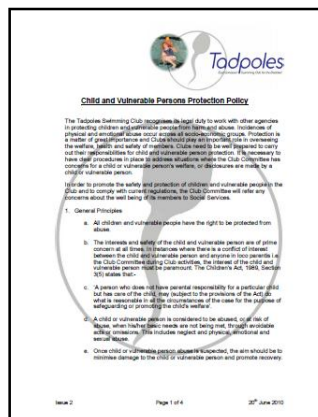 Tadpoles
Child and Vulnerable Persons Protection Policy
The Tadpoles Swimming Club recognises its legal duty to work with other agencies
in protecting children and vulnerable people from harm and abuse. Incidences of
physical and emotional abuse occur across all socio-economic groups. Protection is
a matter of great importance and Clubs should play an important role in overseeing
the welfare, health and safety of members. Clubs need to be well prepared to carry
out their responsibilities for child and vulnerable person protection. It is necessary to
have clear procedures in place to address situations where the Club Committee has
concerns for a child or vulnerable person's welfare, or disclosures are made by a
child or vulnerable person.
In order to promote the safety and protection of children and vulnerable people in the
Club and to comply with current regulations, the Club Committee will refer any
concerns about the well being of its members to Social Services.
1. General Principles
a. All children and vulnerable people have the right to be protected from
abuse.
b. The interests and safety of the child and vulnerable person are of prime
concern at all times. In instances where there is a conflict of interest
between the child and vulnerable person and anyone in loco parentis i.e
the Club Committee during Club activities, the interest of the child and
vulnerable person must be paramount. The Children's Act, 1989, Section
3(5) states that:-
c. 'A person who does not have parental responsibility for a particular child
but has care of the child, may (subject to the provisions of the Act) do
what is reasonable in all the circumstances of the case for the purpose of
safeguarding or promoting the child's welfare'.
d. A child or vulnerable person is considered to be abused, or at risk of
abuse, when his/her basic needs are not being met, through avoidable
acts or omissions. This includes neglect and physical, emotional and
sexual abuse.
e. Once child or vulnerable person abuse is suspected, the aim should be to
minimise damage to the child or vulnerable person and promote recovery.
Issue 2 Page 1 of 4 20th June 2010